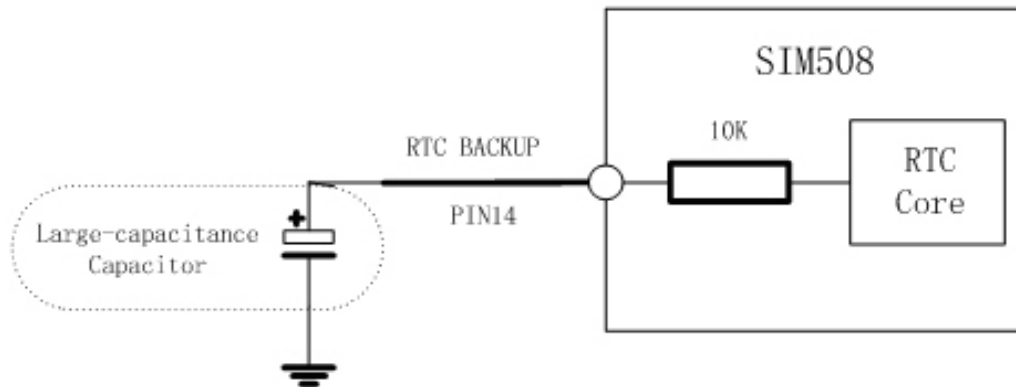 SIM508
10K
RTC BACKUP
RTC
Core
PIN14
+
Large-capacitance
Capacitor